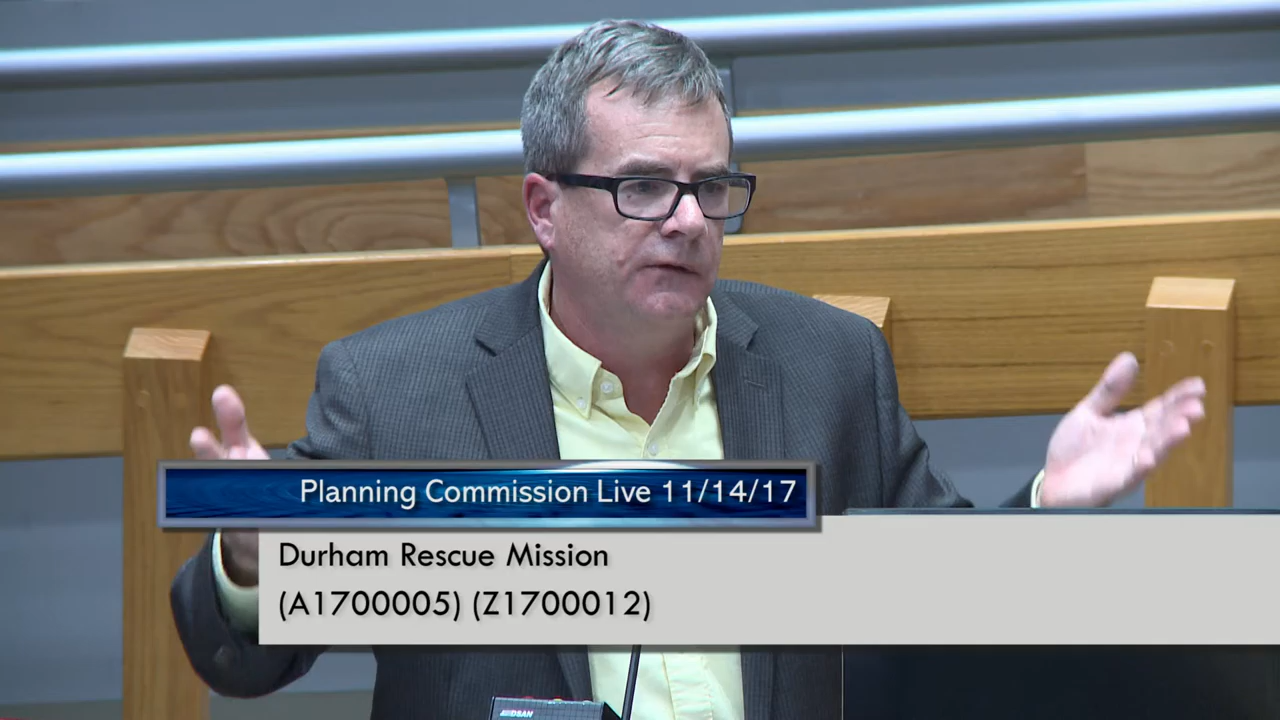 Planning Commission Live 11/14/17
Durham Rescue Mission
(A1700005) (Z1700012)